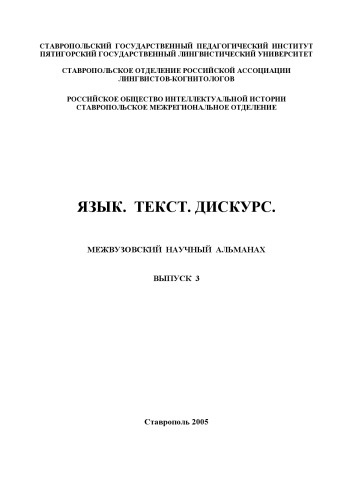 СТАВРОПОЛЬСКИЙ ГОСУДАРСТВЕННЫЙ ПЕДАГОГИЧЕСКИЙ ИНСТИТУТ
ПЯТИГОРСКИЙ ГОСУДАРСТВЕННЫЙ ЛИНГВИСТИЧЕСКИЙ УНИВЕРСИТЕТ
СТАВРОПОЛЬСКОЕ ОТДЕЛЕНИЕ РОССИЙСКОЙ АССОЦИАЦИИ
ЛИНГВИСТОВ-КОГНИТОЛОГОВ
РОССИЙСКОЕ ОБЩЕСТВО ИНТЕЛЛЕКТУАЛЬНОЙ ИСТОРИИ
СТАВРОПОЛЬСКОЕ МЕЖРЕГИОНАЛЬНОЕ ОТДЕЛЕНИЕ
ЯЗЫК. ТЕКСТ. ДИСКУРС.
МЕЖВУЗОВСКИЙ НАУЧНЫЙ АЛЬМАНАХ
ВЫПУСК 3
Ставрополь 2005